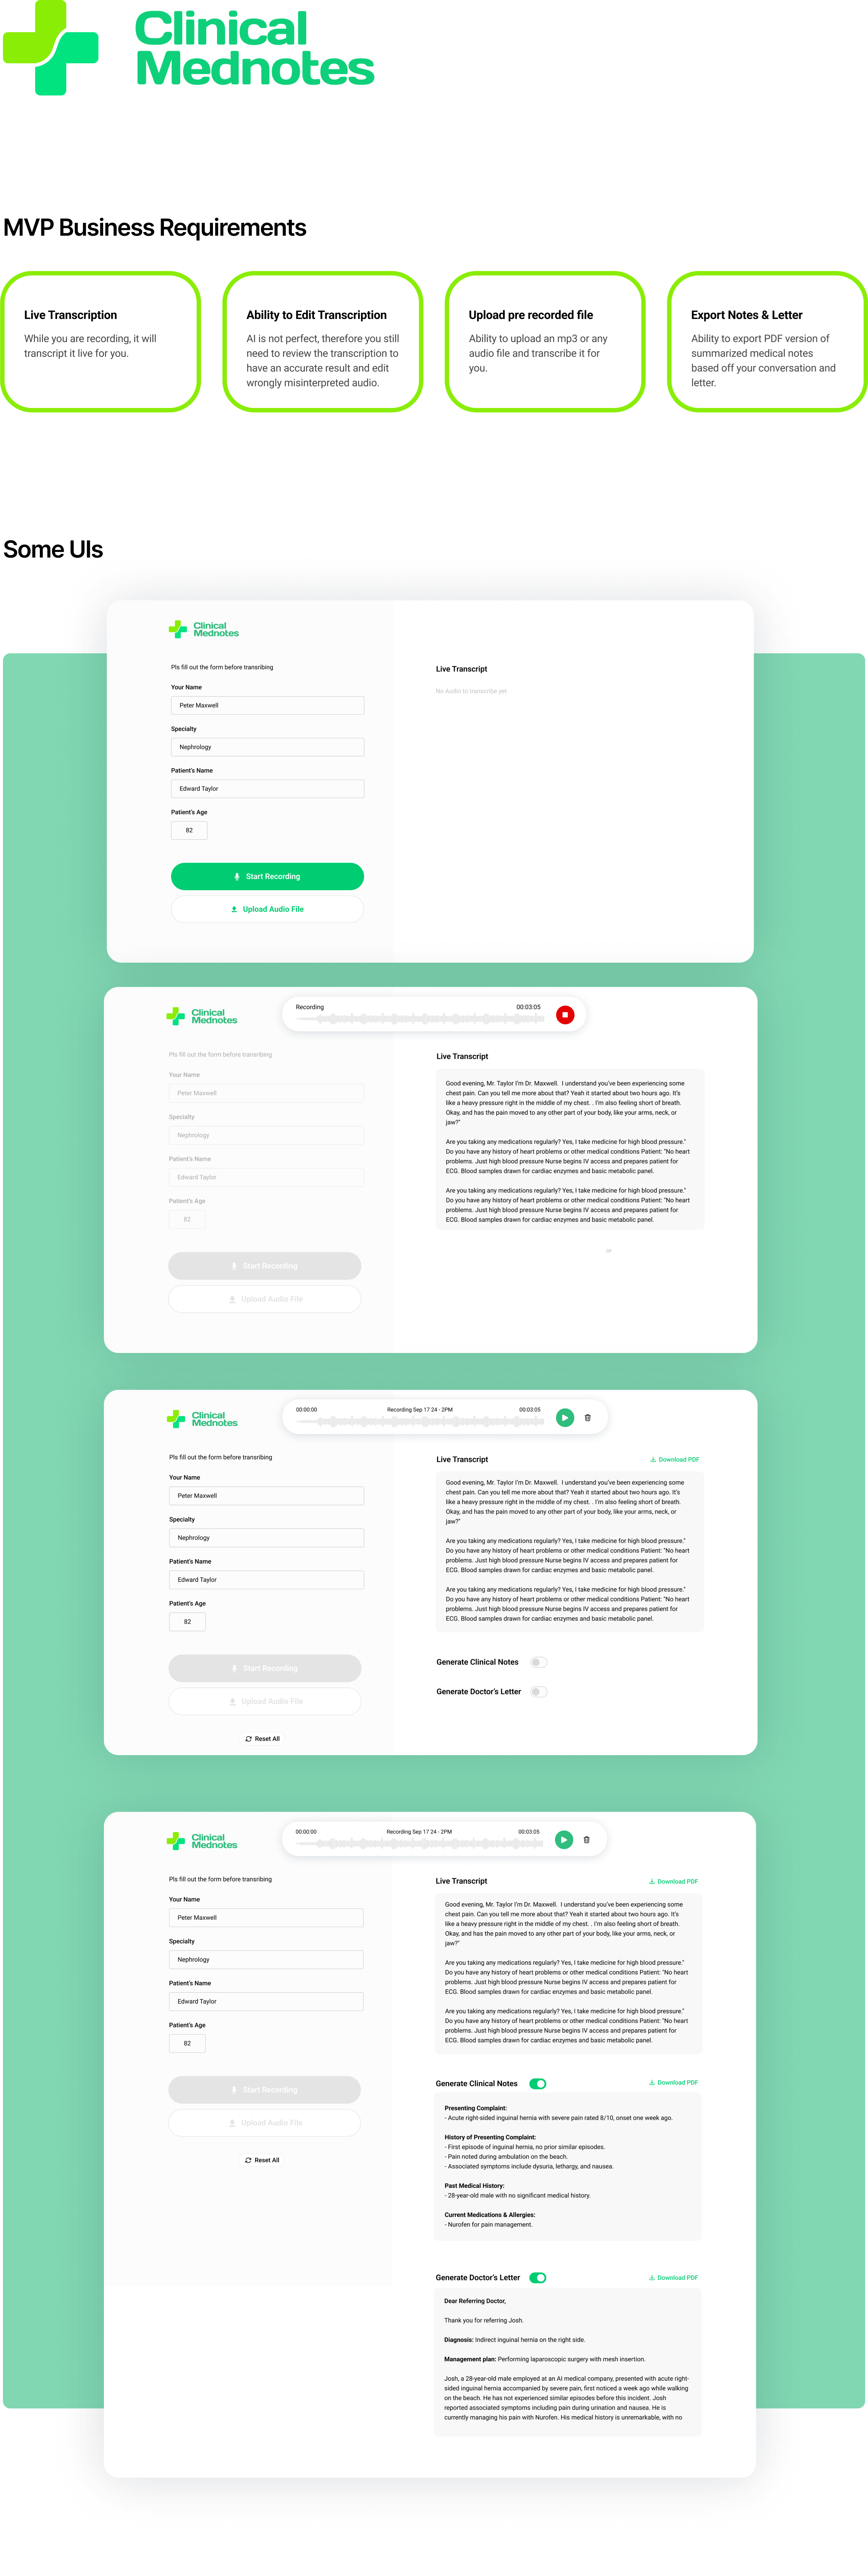 Clinical
Mednotes
MVP Business Requirements
Live Transcription
While you are recording, it will
transcript it live for you.
Ability to Edit Transcription
AI is not perfect, therefore you still
need to review the transcription to
have an accurate result and edit
wrongly misinterpreted audio.
Upload pre recorded file
Ability to upload an mp3 or any
audio file and transcribe it for
you.
Export Notes & Letter
Ability to export PDF version of
summarized medical notes
based off your conversation and
letter.
Some UIs
Clinical
Mednotes
Pls fill out the form before transribing
Your Name
Peter Maxwell
Specialty
Nephrology
Patient's Name
Edward Taylor
Patient's Age
82
Start Recording
Upload Audio File
Live Transcript
No Audio to transcribe yet
Clinical
Mednotes
Recording
00:03:05
Pls fill out the form before transribing
Your Name
Peter Maxwell
Specialty
Nephrology
Patient's Name
Edward Taylor
Patient's Age
82
Start Recording
Upload Audio File
Live Transcript
Good evening, Mr. Taylor I'm Dr. Maxwell. I understand you've been experiencing some
chest pain. Can you tell me more about that? Yeah it started about two hours ago. It's
like a heavy pressure right in the middle of my chest. . I'm also feeling short of breath.
Okay, and has the pain moved to any other part of your body, like your arms, neck, or
jaw?"
Are you taking any medications regularly? Yes, I take medicine for high blood pressure."
Do you have any history of heart problems or other medical conditions Patient: "No heart
problems. Just high blood pressure Nurse begins IV access and prepares patient for
ECG. Blood samples drawn for cardiac enzymes and basic metabolic panel.
Are you taking any medications regularly? Yes, I take medicine for high blood pressure."
Do you have any history of heart problems or other medical conditions Patient: "No heart
problems. Just high blood pressure Nurse begins IV access and prepares patient for
ECG. Blood samples drawn for cardiac enzymes and basic metabolic panel.
Clinical
Mednotes
00:00:00
Recording Sep 17 24 - 2PM
00:03:05
Pls fill out the form before transribing
Your Name
Peter Maxwell
Specialty
Nephrology
Patient's Name
Edward Taylor
Patient's Age
82
Start Recording
Upload Audio File
Reset All
Live Transcript
Download PDF
Good evening, Mr. Taylor I'm Dr. Maxwell. I understand you've been experiencing some
chest pain. Can you tell me more about that? Yeah it started about two hours ago. It's
like a heavy pressure right in the middle of my chest. . I'm also feeling short of breath.
Okay, and has the pain moved to any other part of your body, like your arms, neck, or
jaw?"
Are you taking any medications regularly? Yes, I take medicine for high blood pressure."
Do you have any history of heart problems or other medical conditions Patient: "No heart
problems. Just high blood pressure Nurse begins IV access and prepares patient for
ECG. Blood samples drawn for cardiac enzymes and basic metabolic panel.
Are you taking any medications regularly? Yes, I take medicine for high blood pressure."
Do you have any history of heart problems or other medical conditions Patient: "No heart
problems. Just high blood pressure Nurse begins IV access and prepares patient for
ECG. Blood samples drawn for cardiac enzymes and basic metabolic panel.
Generate Clinical Notes
Generate Doctor's Letter
Clinical
Mednotes
00:00:00
Recording Sep 17 24 - 2PM
00:03:05
Pls fill out the form before transribing
Your Name
Peter Maxwell
Specialty
Nephrology
Patient's Name
Edward Taylor
Patient's Age
82
Start Recording
Upload Audio File
Reset All
Live Transcript
Download PDF
Good evening, Mr. Taylor I'm Dr. Maxwell. I understand you've been experiencing some
chest pain. Can you tell me more about that? Yeah it started about two hours ago. It's
like a heavy pressure right in the middle of my chest. . I'm also feeling short of breath.
Okay, and has the pain moved to any other part of your body, like your arms, neck, or
jaw?"
Are you taking any medications regularly? Yes, I take medicine for high blood pressure."
Do you have any history of heart problems or other medical conditions Patient: "No heart
problems. Just high blood pressure Nurse begins IV access and prepares patient for
ECG. Blood samples drawn for cardiac enzymes and basic metabolic panel.
Are you taking any medications regularly? Yes, I take medicine for high blood pressure."
Do you have any history of heart problems or other medical conditions Patient: "No heart
problems. Just high blood pressure Nurse begins IV access and prepares patient for
ECG. Blood samples drawn for cardiac enzymes and basic metabolic panel.
Generate Clinical Notes
Download PDF
Presenting Complaint:
- Acute right-sided inguinal hernia with severe pain rated 8/10, onset one week ago.
History of Presenting Complaint:
- First episode of inguinal hernia, no prior similar episodes.
- Pain noted during ambulation on the beach.
- Associated symptoms include dysuria, lethargy, and nausea.
Past Medical History:
- 28-year-old male with no significant medical history.
Current Medications & Allergies:
- Nurofen for pain management.
Generate Doctor's Letter
Download PDF
Dear Referring Doctor,
Thank you for referring Josh.
Diagnosis: Indirect inguinal hernia on the right side.
Management plan: Performing laparoscopic surgery with mesh insertion.
Josh, a 28-year-old male employed at an AI medical company, presented with acute right-
sided inguinal hernia accompanied by severe pain, first noticed a week ago while walking
on the beach. He has not experienced similar episodes before this incident. Josh
reported associated symptoms including pain during urination and nausea. He is
currently managing his pain with Nurofen. His medical history is unremarkable, with no